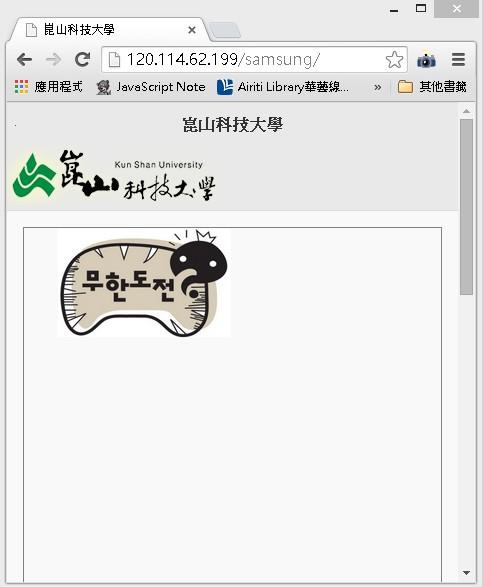 崑山科技大學
120.114.62.199/samsung/
應用程式 JavaScript Note Airiti Library華藝線... » 其他書籤
崑山科技大學
崑山科技大學
Kun Shan University
무한도전